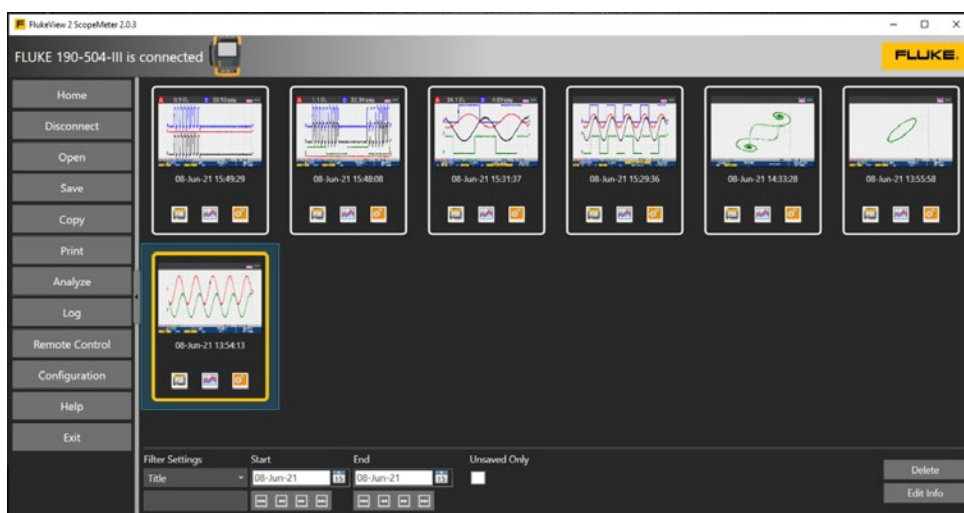 FlukeView 2 ScopeMeter 2.0.3
FLUKE 190-504-III is connected
FLUKE.
Home
Disconnect
Open
Save
Copy
Print
Analyze
Log
Remote Control
Configuration
Help
Exit
08-Jun-21 15:49:29
08-Jun-21 15:48:08
08-Jun-21 15:31:37
08-Jun-21 15:29:36
08-Jun-21 14:33:28
08-Jun-21 13:55:58
08-Jun-21 13:54:13
Filter Settings
Start
End
Unsaved Only
Title
08-Jun-21
15
08-Jun-21
15
Delete
Edit Info